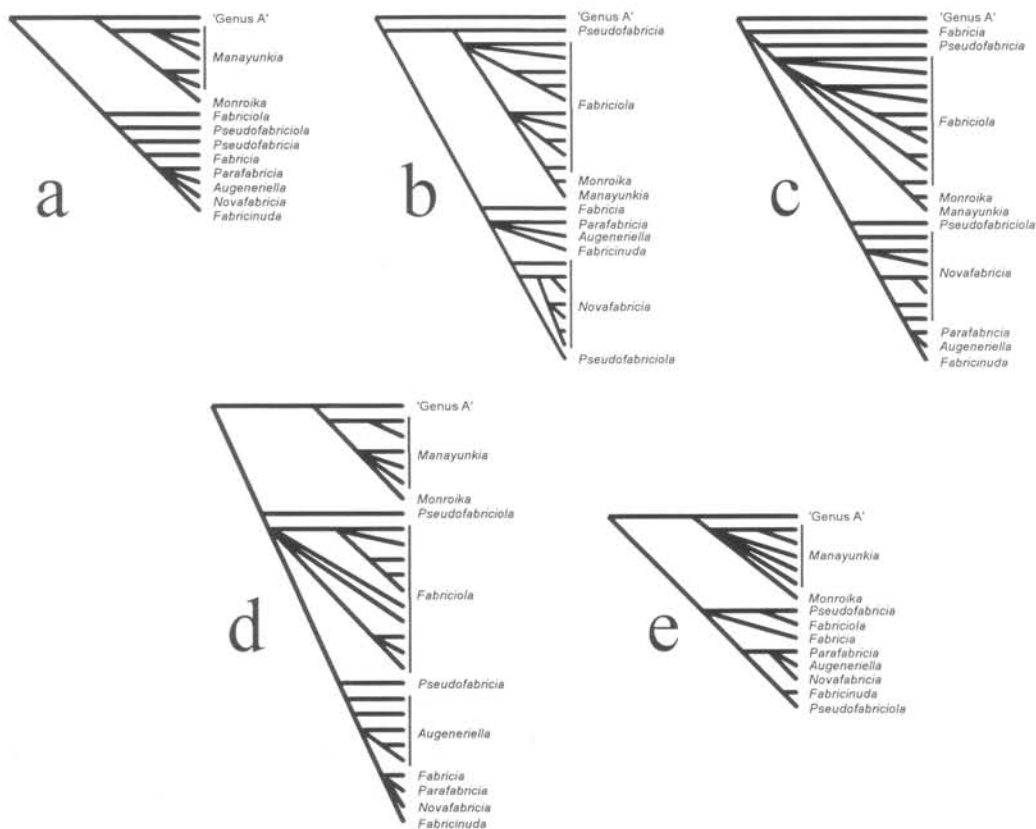 'Genus A'
Manayunkia
Monroika
Fabriciola
Pseudofabriciola
Pseudofabricia
Fabricia
Parafabricia
Augeneriella
Novafabricia
Fabricinuda
a
'Genus A'
Pseudofabricia
Fabriciola
Monroika
Manayunkia
Fabricia
Parafabricia
Augeneriella
Fabricinuda
Novafabricia
Pseudofabriciola
b
'Genus A'
Fabricia
Pseudofabricia
Fabriciola
Monroika
Manayunkia
Pseudofabriciola
Novafabricia
Parafabricia
Augeneriella
Fabricinuda
c
'Genus A'
Manayunkia
Monroika
Pseudofabriciola
Fabriciola
Pseudofabricia
Augeneriella
Fabricia
Parafabricia
Novafabricia
Fabricinuda
d
'Genus A'
Manayunkia
Monroika
Pseudofabricia
Fabriciola
Fabricia
Parafabricia
Augeneriella
Novafabricia
Fabricinuda
Pseudofabriciola
e